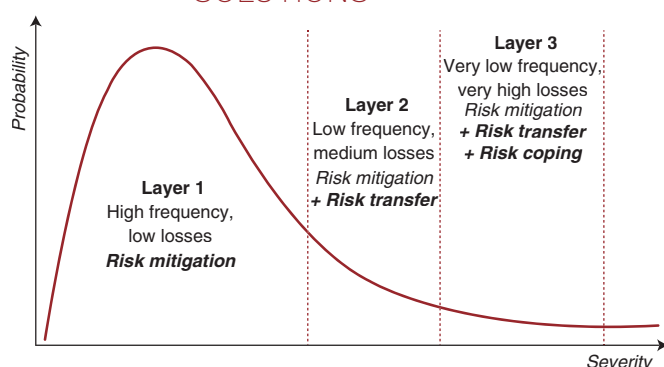 SOLUTIONS
Probability
Layer 1
High frequency,
low losses
Risk mitigation
Layer 2
Low frequency,
medium losses
Risk mitigation
+ Risk transfer
Layer 3
Very low frequency,
very high losses
Risk mitigation
+ Risk transfer
+ Risk coping
Severity